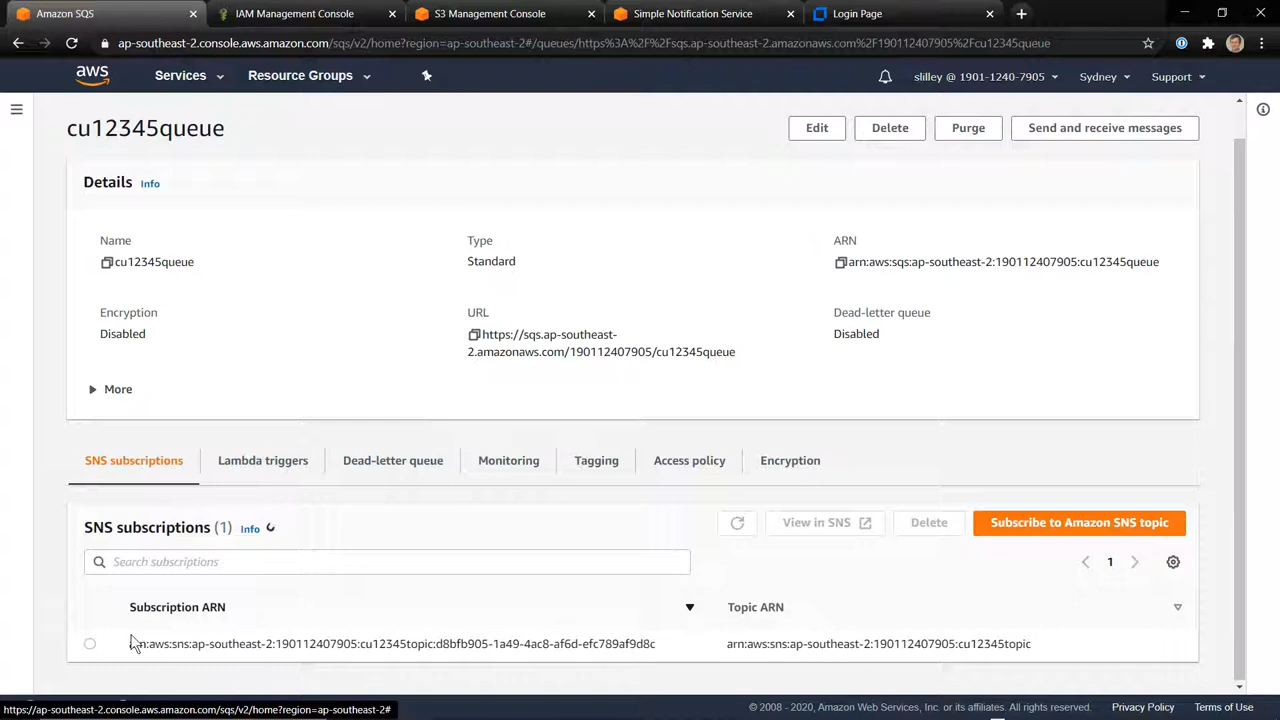 Amazon SQS
IAM Management Console
S3 Management Console
Simple Notification Service
Login Page
ap-southeast-2.console.aws.amazon.com/sqs/v2/home?region=ap-southeast-2#/queues/https%3A%2F%2Fsqs.ap-southeast-2.amazonaws.com%2F190112407905%2Fcu12345queue
aws Services Resource Groups slilley @ 1901-1240-7905 Sydney Support
cu12345queue
Edit Delete Purge Send and receive messages
Details Info
Name Type ARN
cu12345queue Standard arn:aws:sqs:ap-southeast-2:190112407905:cu12345queue
Encryption URL Dead-letter queue
Disabled https://sqs.ap-southeast- Disabled
2.amazonaws.com/190112407905/cu12345queue
More
SNS subscriptions Lambda triggers Dead-letter queue Monitoring Tagging Access policy Encryption
SNS subscriptions (1) Info View in SNS Delete Subscribe to Amazon SNS topic
Search subscriptions 1
Subscription ARN Topic ARN
arn:aws:sns:ap-southeast-2:190112407905:cu12345topic:d8bfb905-1a49-4ac8-af6d-efc789af9d8c arn:aws:sns:ap-southeast-2:190112407905:cu12345topic
https://ap-southeast-2.console.aws.amazon.com/sqs/v2/home?region=ap-southeast-2# © 2008 - 2020, Amazon Web Services, Inc. or its affiliates. All rights reserved. Privacy Policy Terms of Use